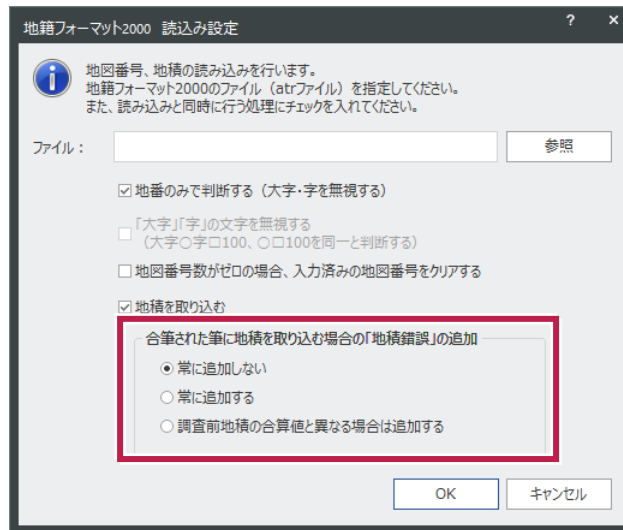 地籍フォーマット2000 読込み設定
? ×
地図番号、地積の読み込みを行います。
地籍フォーマット2000のファイル（atrファイル）を指定してください。
また、読み込みと同時に行う処理にチェックを入れてください。
ファイル： 参照
地番のみで判断する（大字・字を無視する）
「大字」「字」の文字を無視する
（大字〇字□100、〇□100を同一と判断する）
地図番号数がゼロの場合、入力済みの地図番号をクリアする
地積を取り込む
合筆された筆に地積を取り込む場合の「地積錯誤」の追加
常に追加しない
常に追加する
調査前地積の合算値と異なる場合は追加する
OK キャンセル